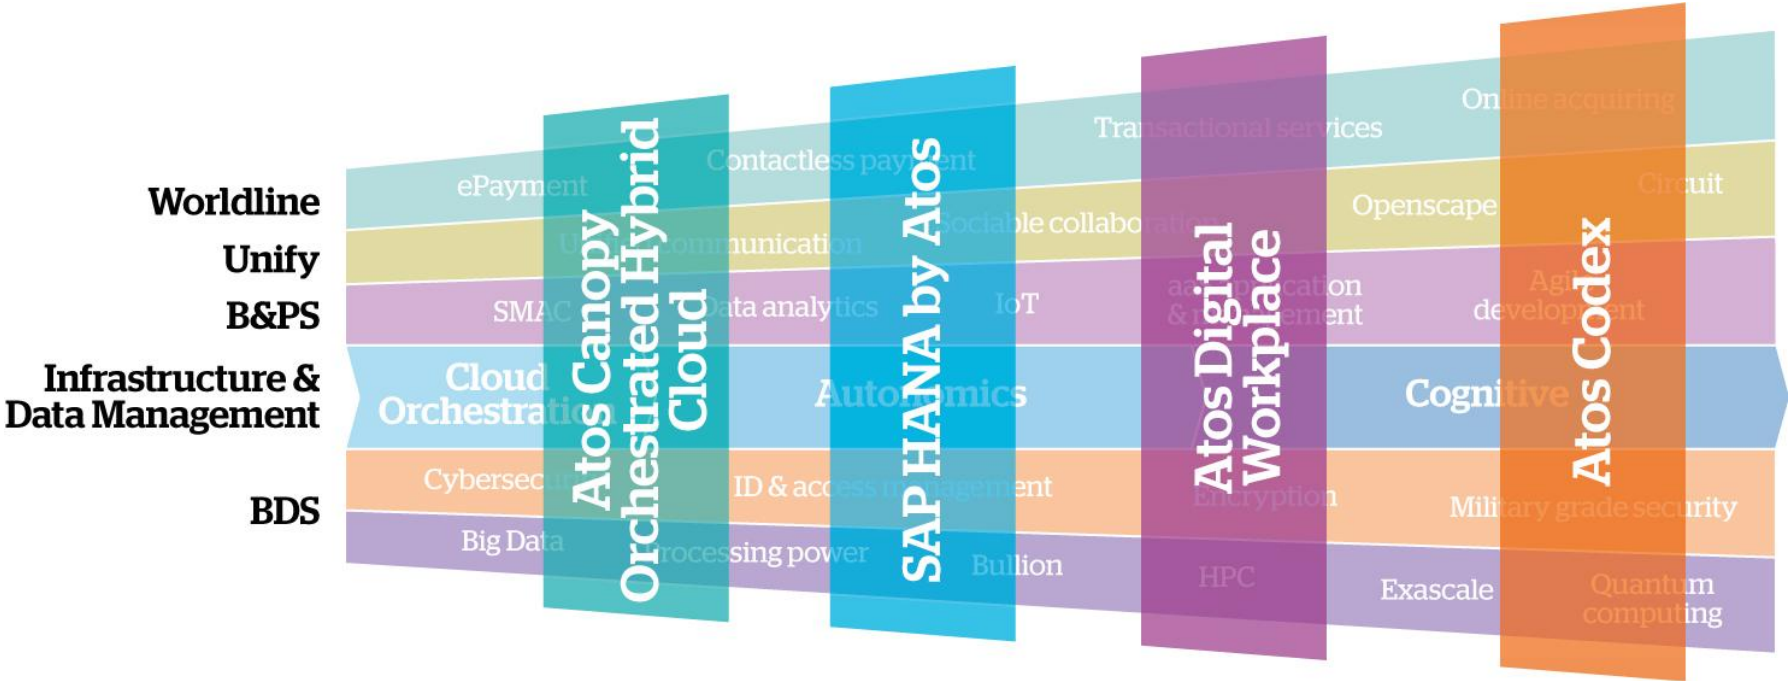 Worldline
ePayment
Contactless payment
Transactional services
Online acquiring
Unify
communication
Sociable collaboration
Openscape
Circuit
B&PS
SMAC
Data analytics
IoT
& management
Agile
development
Infrastructure &
Data Management
Cloud
Orchestration
Autonomics
Cognitive
BDS
Cybersecurity
ID & access management
Encryption
Military grade security
Big Data
Processing power
Bullion
HPC
Exascale
Quantum
computing
Atos Canopy
Orchestrated Hybrid
Cloud
SAP HANA by Atos
Atos Digital
Workplace
Atos Codex